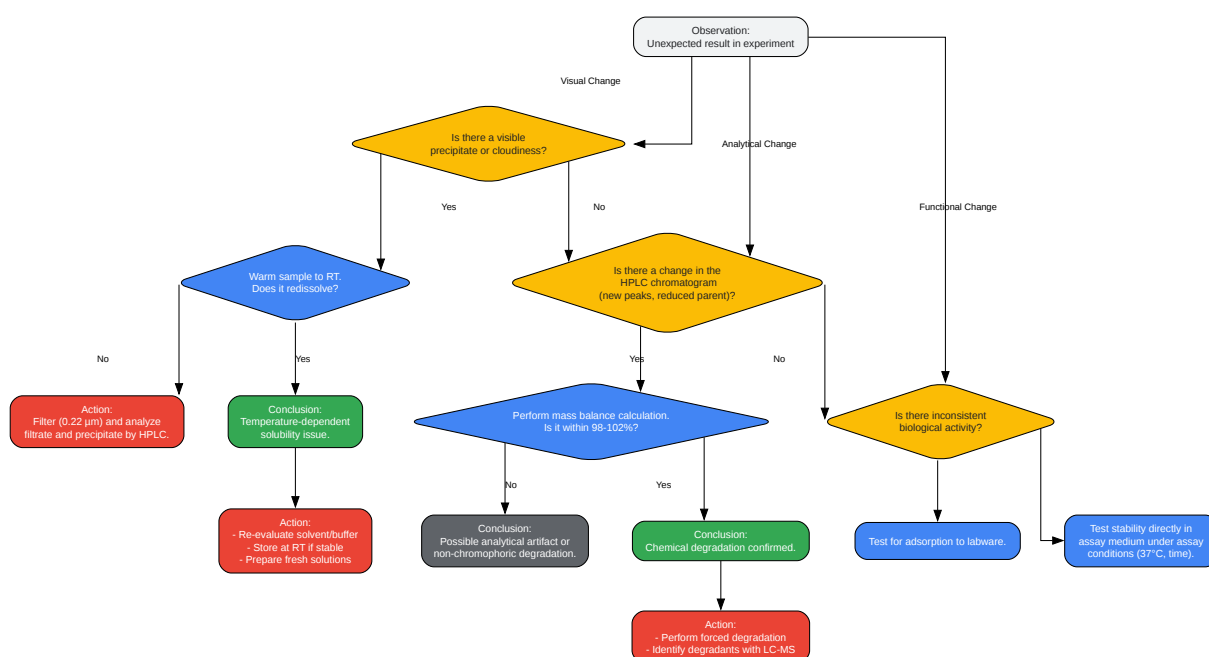 Observation:
Unexpected result in experiment
Visual Change
Is there a visible
precipitate or cloudiness?
Analytical Change
Yes
No
Functional Change
Warm sample to RT.
Does it redissolve?
Is there a change in the
HPLC chromatogram
(new peaks, reduced parent)?
No
Yes
Yes
No
Action:
Filter (0.22 µm) and analyze
filtrate and precipitate by HPLC.
Conclusion:
Temperature-dependent
solubility issue.
Perform mass balance calculation.
Is it within 98-102%?
Is there inconsistent
biological activity?
No
Yes
Action:
- Re-evaluate solvent/buffer
- Store at RT if stable
- Prepare fresh solutions
Conclusion:
Possible analytical artifact or
non-chromophoric degradation.
Conclusion:
Chemical degradation confirmed.
Test for adsorption to labware.
Test stability directly in
assay medium under assay
conditions (37°C, time).
Action:
- Perform forced degradation
- Identify degradants with LC-MS